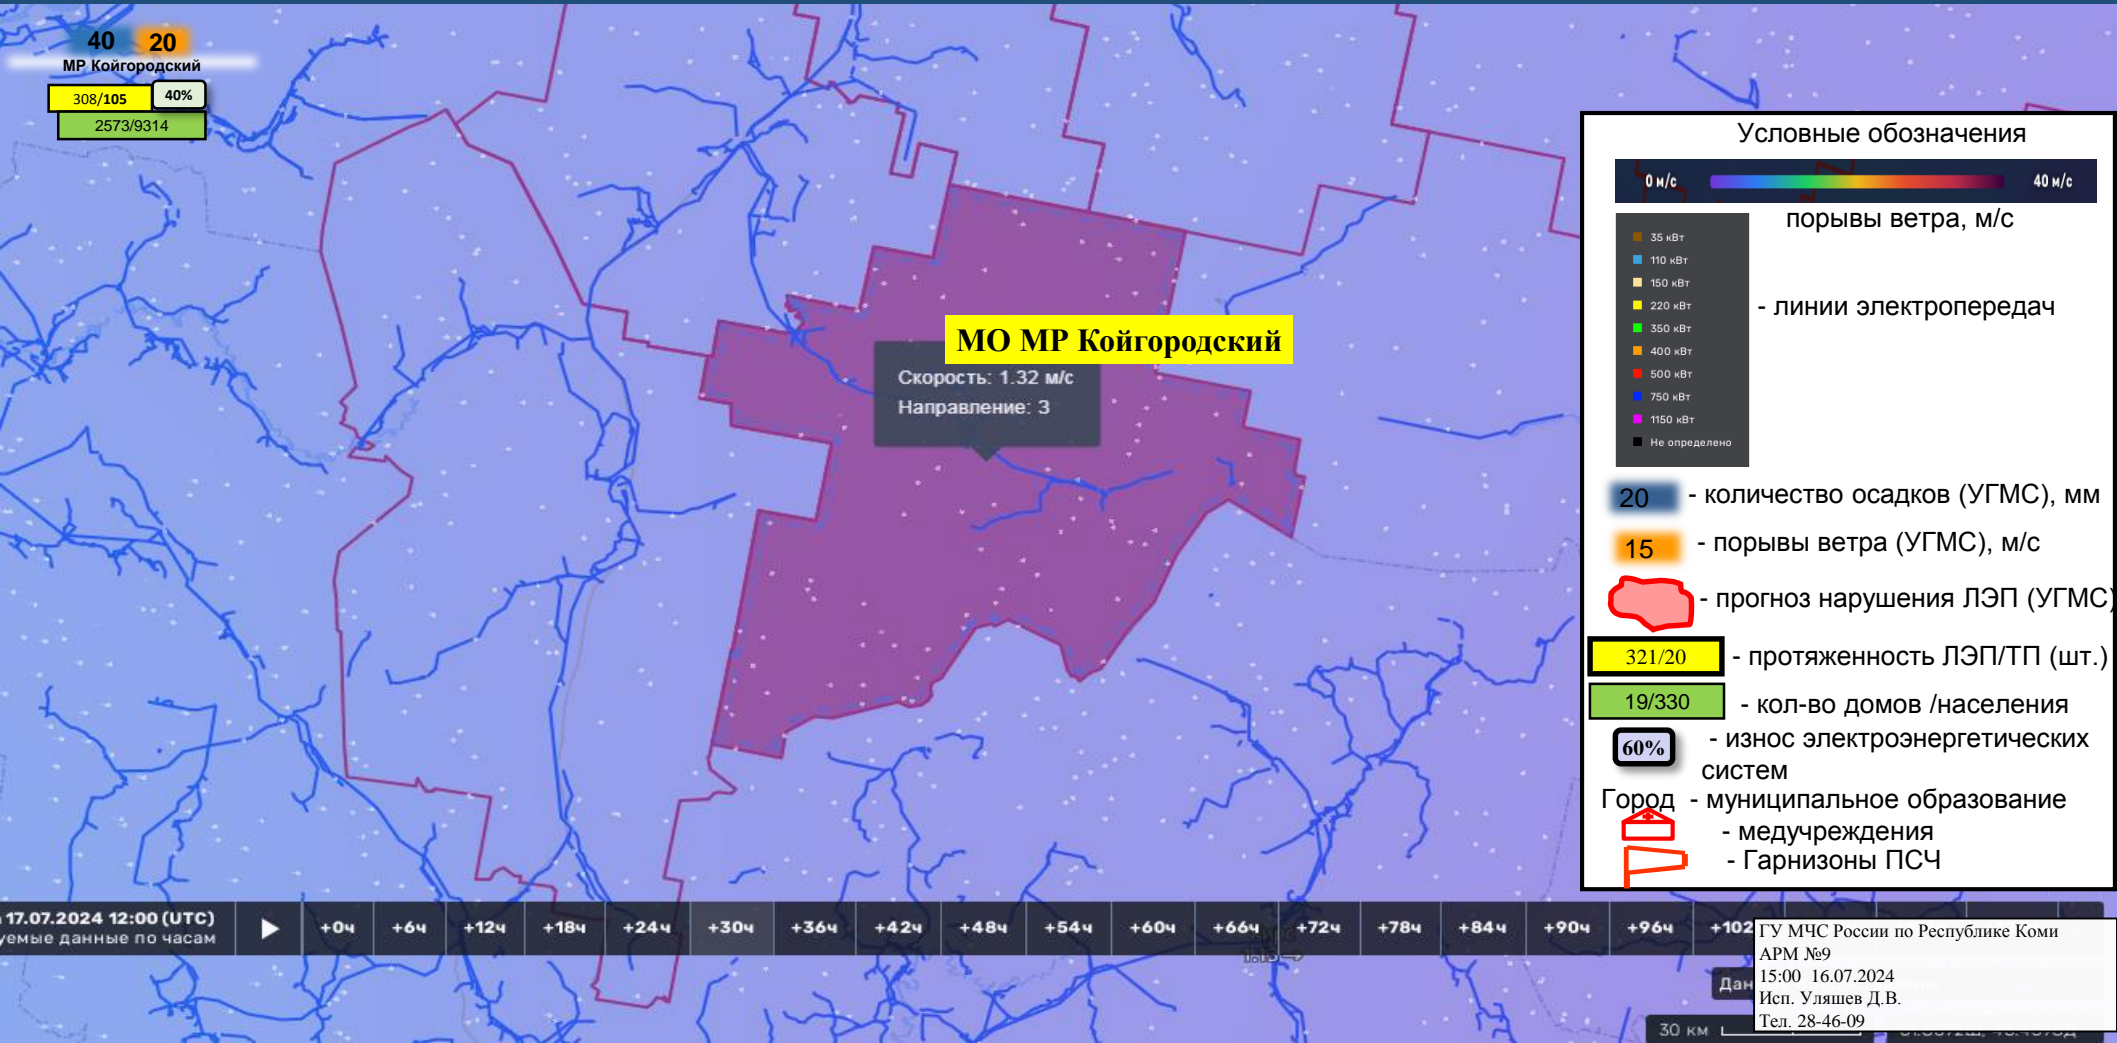 40 20
МР Койгородский
308/105 40%
2573/9314
МО МР Койгородский
Скорость: 1.32 м/с
Направление: З
Условные обозначения
0 м/с 40 м/с
порывы ветра, м/с
35 кВт
110 кВт
150 кВт
220 кВт
350 кВт
400 кВт
500 кВт
750 кВт
1150 кВт
Не определено
- линии электропередач
20 - количество осадков (УГМС), мм
15 - порывы ветра (УГМС), м/с
- прогноз нарушения ЛЭП (УГМС)
321/20 - протяженность ЛЭП/ТП (шт.)
19/330 - кол-во домов /населения
60% - износ электроэнергетических
систем
Город - муниципальное образование
- медучреждения
- Гарнизоны ПСЧ
17.07.2024 12:00 (UTC)
данные по часам
+0ч +6ч +12ч +18ч +24ч +30ч +36ч +42ч +48ч +54ч +60ч +66ч +72ч +78ч +84ч +90ч +96ч +102
ГУ МЧС России по Республике Коми
АРМ №9
15:00 16.07.2024
Исп. Уляшев Д.В.
Тел. 28-46-09
30 км